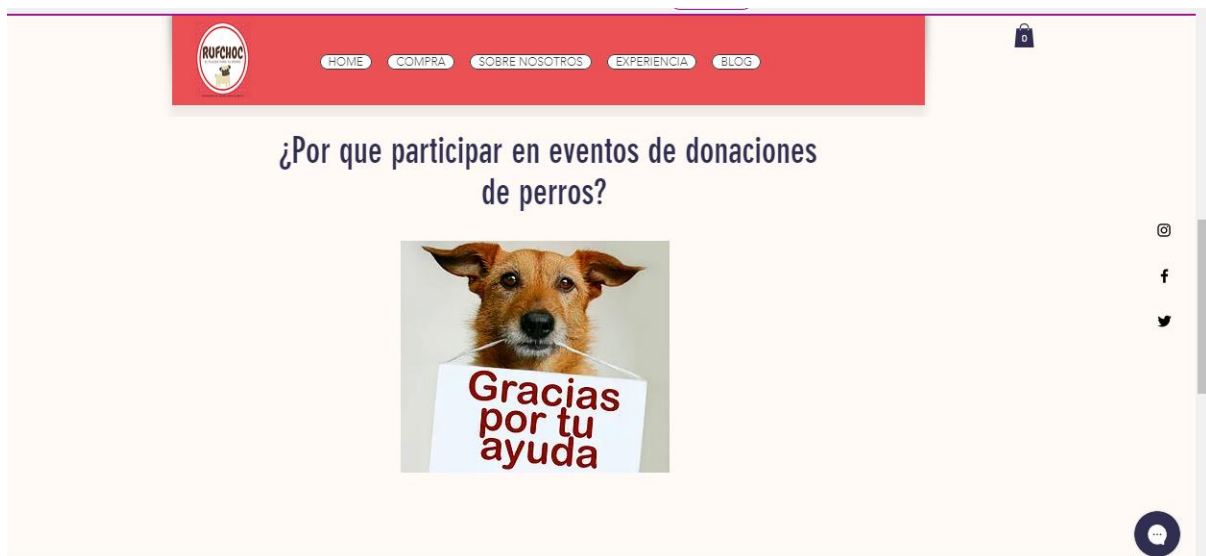 RUFCHOC
HOME COMPRA SOBRE NOSOTROS EXPERIENCIA BLOG
0
¿Por que participar en eventos de donaciones
de perros?
Gracias
por tu
ayuda